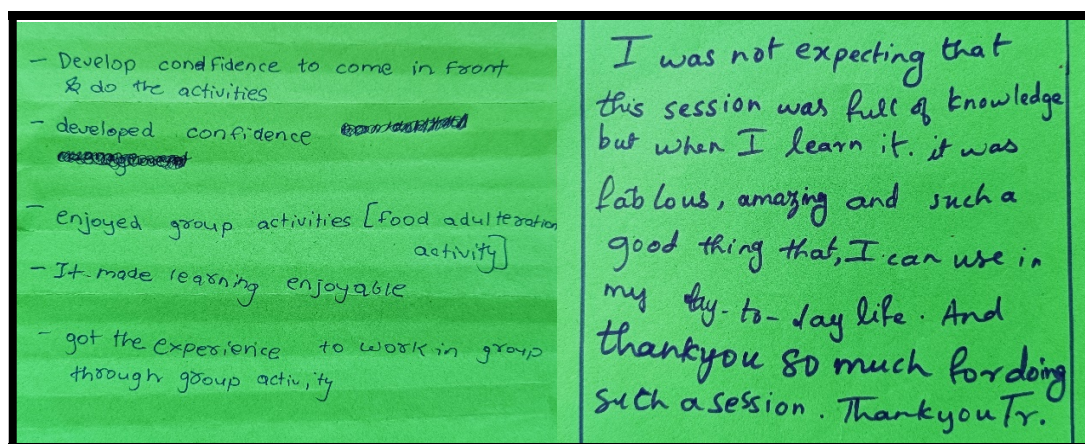 - Develop condfidence to come in front
& do the activities
- developed confidence
- enjoyed group activities [food adulteration
activity]
- It made learning enjoyable
- got the experience to work in group
through group activity
I was not expecting that
this session was full of knowledge
but when I learn it. it was
fablous, amazing and such a
good thing that, I can use in
my day-to-day life. And
thankyou so much for doing
such a session. Thankyou Tr.